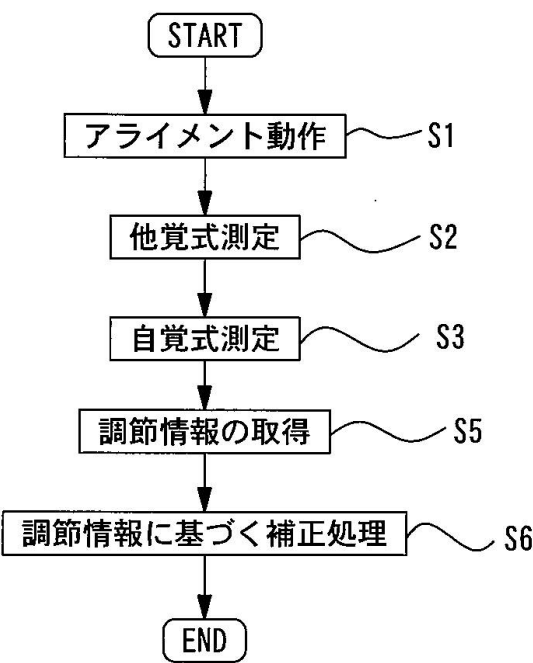 START
アライメント動作 S1
他覚式測定 S2
自覚式測定 S3
調節情報の取得 S5
調節情報に基づく補正処理 S6
END